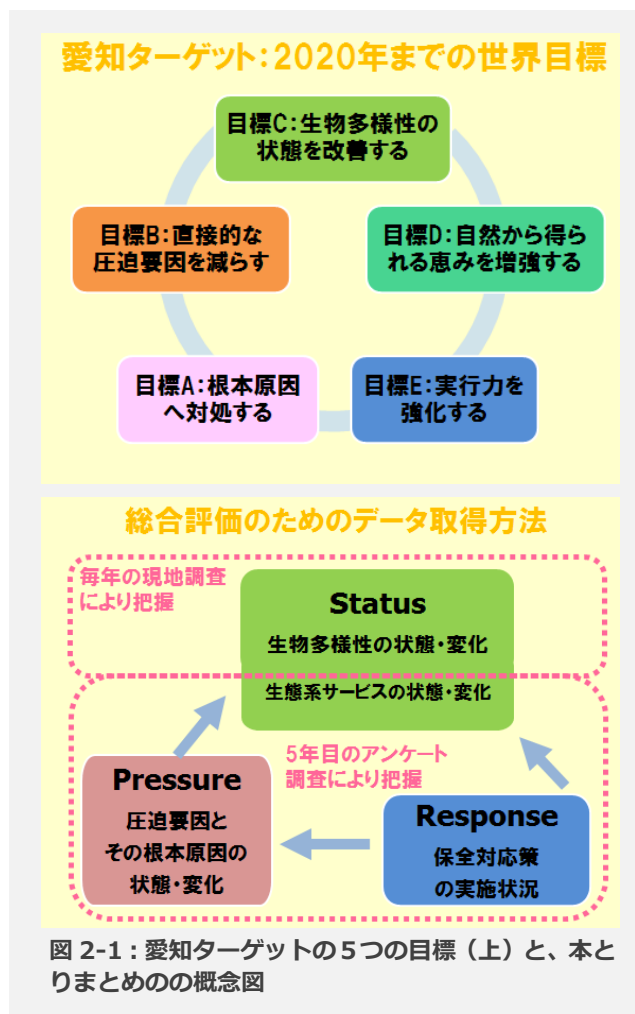 愛知ターゲット：2020年までの世界目標
目標C：生物多様性の
状態を改善する
目標B：直接的な
圧迫要因を減らす
目標D：自然から得ら
れる恵みを増強する
目標A：根本原因
へ対処する
目標E：実行力を
強化する
総合評価のためのデータ取得方法
毎年の現地調査
により把握
Status
生物多様性の状態・変化
生態系サービスの状態・変化
5年目のアンケート
調査により把握
Pressure
圧迫要因と
その根本原因の
状態・変化
Response
保全対応策
の実施状況
図 2-1：愛知ターゲットの５つの目標（上）と、本と
りまとめのの概念図